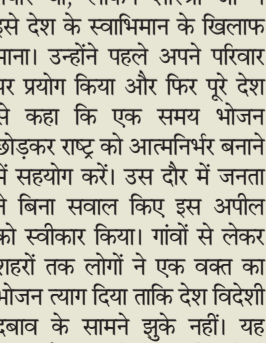 इसे देश के स्वाभिमान के खिलाफ
माना। उन्होंने पहले अपने परिवार
पर प्रयोग किया और फिर पूरे देश
से कहा कि एक समय भोजन
छोड़कर राष्ट्र को आत्मनिर्भर बनाने
में सहयोग करें। उस दौर में जनता
ने बिना सवाल किए इस अपील
को स्वीकार किया। गांवों से लेकर
शहरों तक लोगों ने एक वक्त का
भोजन त्याग दिया ताकि देश विदेशी
दबाव के सामने झुके नहीं। यह